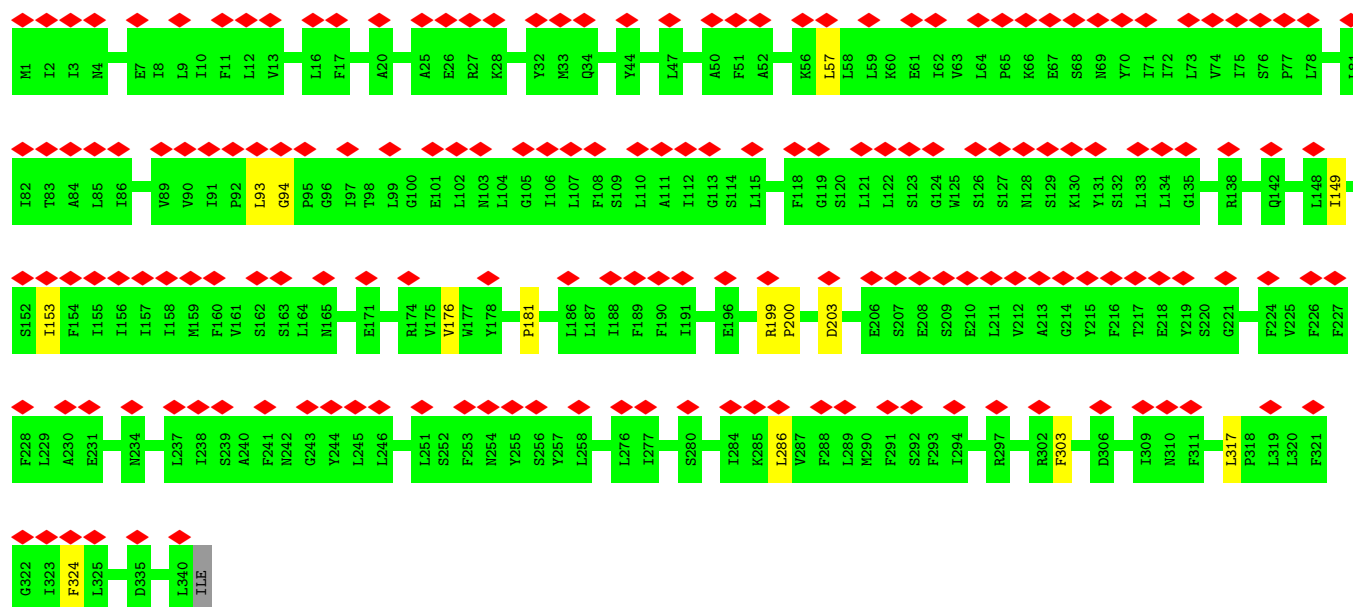 M1 I2 I3 N4 E7 I8 L9 I10 F11 L12 V13 L16 F17 A20 A25 E26 R27 K28 Y32 M33 Q34 Y44 L47 A50 F51 A52 K56 L57 L58 L59 K60 E61 I62 V63 L64 P65 K66 E67 S68 N69 Y70 I71 I72 L73 V74 I75 S76 P77 L78 L81
I82 T83 A84 L85 I86 V89 V90 I91 P92 L93 G94 P95 G96 I97 T98 L99 G100 E101 L102 N103 L104 G105 I106 L107 F108 S109 L110 A111 I112 G113 S114 L115 F118 G119 S120 L121 L122 S123 G124 W125 S126 S127 N128 S129 K130 Y131 S132 L133 L134 G135 R138 Q142 L148 I149
S152 I153 F154 I155 I156 I157 I158 M159 F160 V161 S162 S163 L164 N165 E171 R174 V175 V176 W177 Y178 P181 L186 L187 I188 F189 F190 I191 E196 R199 P200 D203 E206 S207 E208 S209 E210 L211 V212 A213 G214 Y215 F216 T217 E218 Y219 S220 G221 F224 V225 F226 F227
F228 L229 A230 E231 N234 L237 I238 S239 A240 F241 N242 G243 Y244 L245 L246 L251 S252 F253 N254 Y255 S256 Y257 L258 L276 I277 S280 I284 K285 L286 V287 F288 L289 M290 F291 S292 F293 I294 R297 R302 F303 D306 I309 N310 F311 L317 P318 L319 L320 F321
G322 I323 F324 L325 D335 L340 ILE